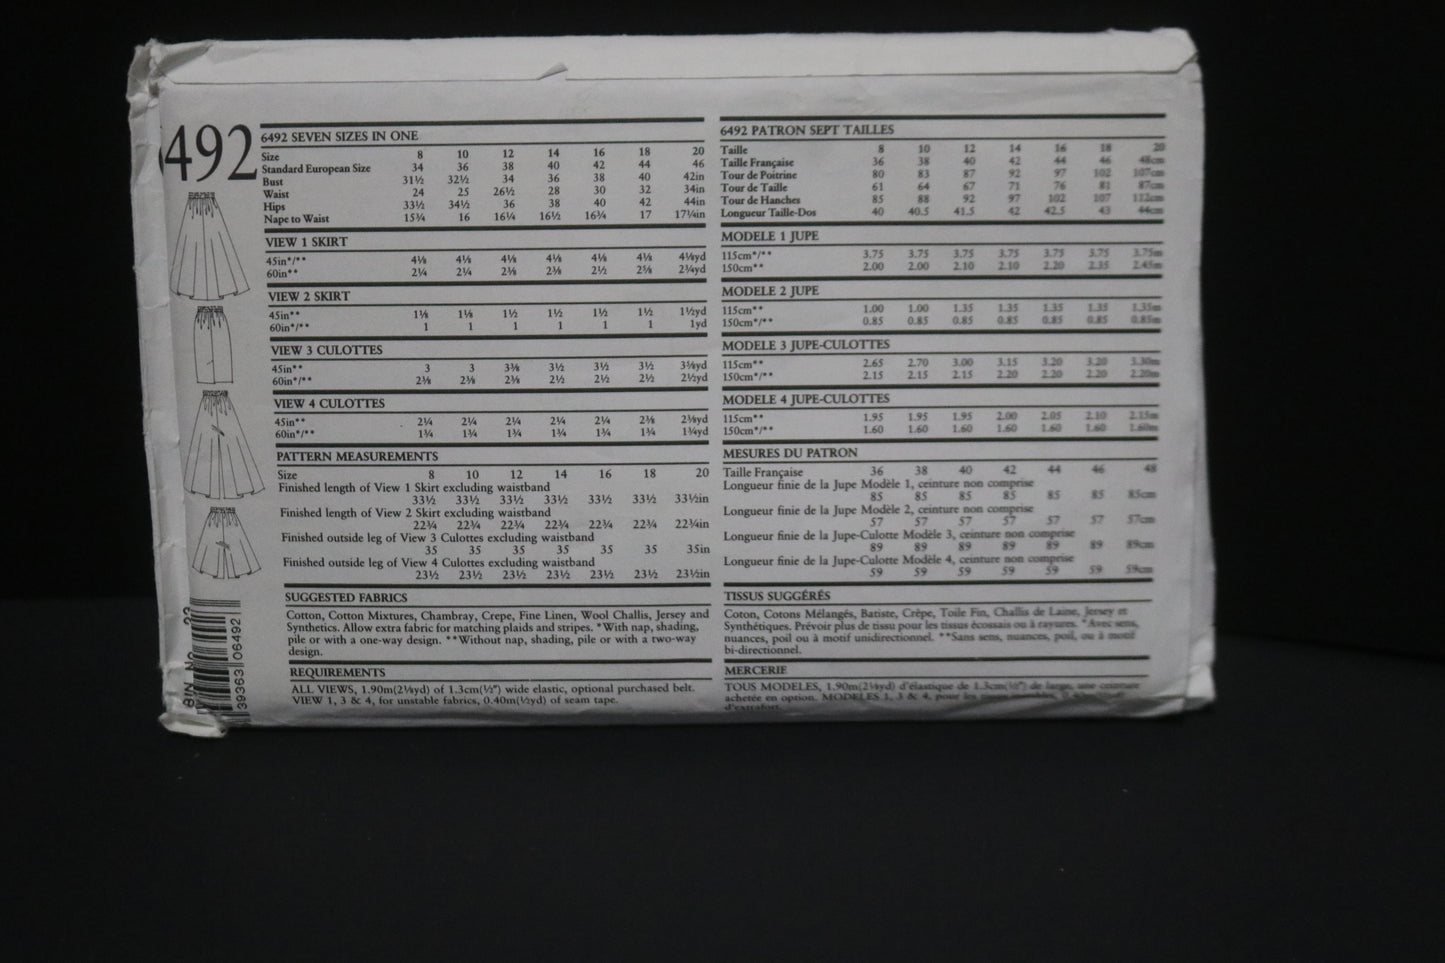 6492
6492 SEVEN SIZES IN ONE
Size 8 10 12 14 16 18 20
Standard European Size 34 36 38 40 42 44 46
Bust 31½ 32½ 34 36 38 40 42in
Waist 24 25 26½ 28 30 32 34in
Hips 33½ 34½ 36 38 40 42 44in
Nape to Waist 15¾ 16 16¼ 16½ 16¾ 17 17¼in
VIEW 1 SKIRT
45in*/** 4⅛ 4⅛ 4⅛ 4⅛ 4⅛ 4⅛ 4⅛yd
60in** 2¼ 2¼ 2⅜ 2⅜ 2½ 2⅝ 2¾yd
VIEW 2 SKIRT
45in** 1⅛ 1⅛ 1½ 1½ 1½ 1½ 1½yd
60in*/** 1 1 1 1 1 1 1yd
VIEW 3 CULOTTES
45in** 3 3 3⅜ 3½ 3½ 3½ 3⅝yd
60in*/** 2⅜ 2⅜ 2⅜ 2½ 2½ 2½ 2½yd
VIEW 4 CULOTTES
45in** 2¼ 2¼ 2¼ 2¼ 2¼ 2⅜ 2⅜yd
60in*/** 1¾ 1¾ 1¾ 1¾ 1¾ 1¾ 1¾yd
PATTERN MEASUREMENTS
Size 8 10 12 14 16 18 20
Finished length of View 1 Skirt excluding waistband
33½ 33½ 33½ 33½ 33½ 33½ 33½in
Finished length of View 2 Skirt excluding waistband
22¾ 22¾ 22¾ 22¾ 22¾ 22¾ 22¾in
Finished outside leg of View 3 Culottes excluding waistband
35 35 35 35 35 35 35in
Finished outside leg of View 4 Culottes excluding waistband
23½ 23½ 23½ 23½ 23½ 23½ 23½in
SUGGESTED FABRICS
Cotton, Cotton Mixtures, Chambray, Crepe, Fine Linen, Wool Challis, Jersey and
Synthetics. Allow extra fabric for matching plaids and stripes. *With nap, shading,
pile or with a one-way design. **Without nap, shading, pile or with a two-way
design.
REQUIREMENTS
ALL VIEWS, 1.90m(2⅛yd) of 1.3cm(½") wide elastic, optional purchased belt.
VIEW 1, 3 & 4, for unstable fabrics, 0.40m(½yd) of seam tape.
6492 PATRON SEPT TAILLES
Taille 8 10 12 14 16 18 20
Taille Française 36 38 40 42 44 46 48cm
Tour de Poitrine 80 83 87 92 97 102 107cm
Tour de Taille 61 64 67 71 76 81 87cm
Tour de Hanches 85 88 92 97 102 107 112cm
Longueur Taille-Dos 40 40.5 41.5 42 42.5 43 44cm
MODELE 1 JUPE
115cm*/** 3.75 3.75 3.75 3.75 3.75 3.75 3.75m
150cm** 2.00 2.00 2.10 2.10 2.20 2.35 2.45m
MODELE 2 JUPE
115cm** 1.00 1.00 1.35 1.35 1.35 1.35 1.35m
150cm*/** 0.85 0.85 0.85 0.85 0.85 0.85 0.85m
MODELE 3 JUPE-CULOTTES
115cm** 2.65 2.70 3.00 3.15 3.20 3.20 3.30m
150cm*/** 2.15 2.15 2.15 2.20 2.20 2.20 2.20m
MODELE 4 JUPE-CULOTTES
115cm** 1.95 1.95 1.95 2.00 2.05 2.10 2.15m
150cm*/** 1.60 1.60 1.60 1.60 1.60 1.60 1.60m
MESURES DU PATRON
Taille Française 36 38 40 42 44 46 48
Longueur finie de la Jupe Modèle 1, ceinture non comprise
85 85 85 85 85 85 85cm
Longueur finie de la Jupe Modèle 2, ceinture non comprise
57 57 57 57 57 57 57cm
Longueur finie de la Jupe-Culotte Modèle 3, ceinture non comprise
89 89 89 89 89 89 89cm
Longueur finie de la Jupe-Culotte Modèle 4, ceinture non comprise
59 59 59 59 59 59 59cm
TISSUS SUGGÉRÉS
Coton, Cotons Mélangés, Batiste, Crêpe, Toile Fin, Challis de Laine, Jersey et
Synthétiques. Prévoir plus de tissu pour les tissus écossais ou à rayures. *Avec sens,
nuances, poil ou à motif unidirectionnel. **Sans sens, nuances, poil, ou à motif
bi-directionnel.
MERCERIE
TOUS MODELES, 1.90m(2⅛yd) d'élastique de 1.3cm(½") de large, une ceinture
achetée en option. MODELES 1, 3 & 4, pour les tissus
d'extrafort.
39363 06492